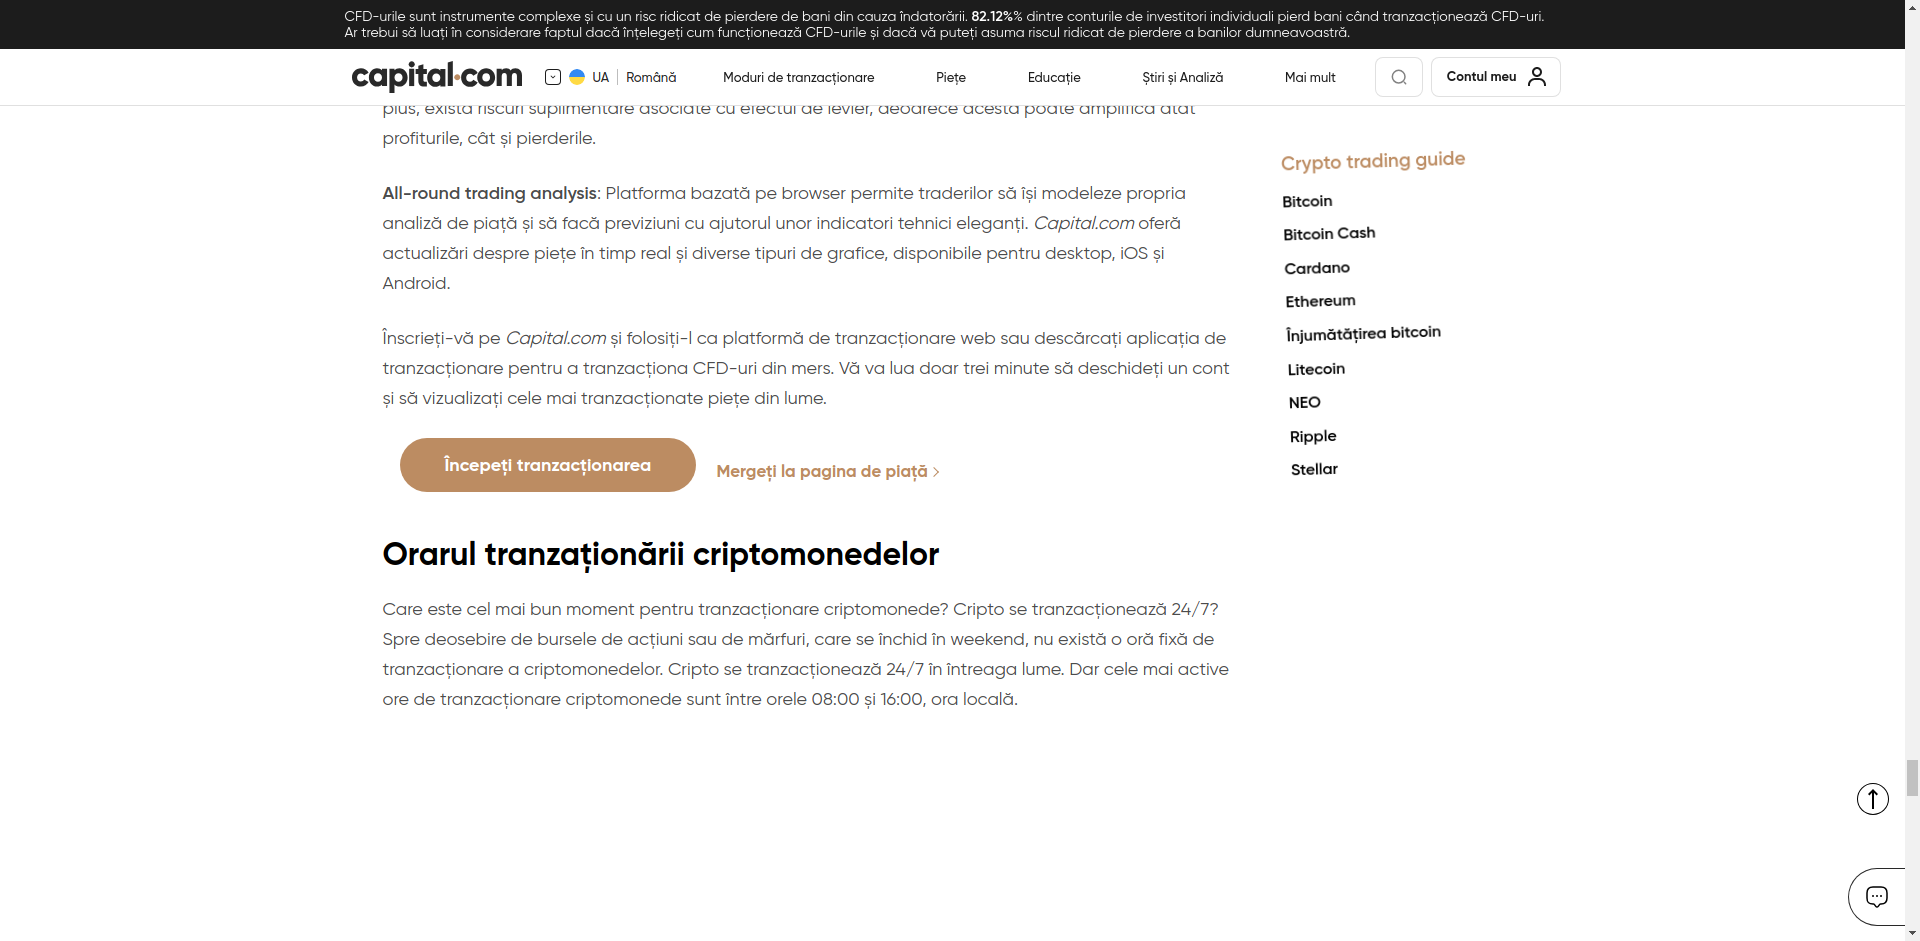 CFD-urile sunt instrumente complexe și cu un risc ridicat de pierdere de bani din cauza îndatorării. 82.12%% dintre conturile de investitori individuali pierd bani când tranzacționează CFD-uri.
Ar trebui să luați în considerare faptul dacă înțelegeți cum funcționează CFD-urile și dacă vă puteți asuma riscul ridicat de pierdere a banilor dumneavoastră.
capital.com UA Română Moduri de tranzacționare Piețe Educație Știri și Analiză Mai mult Contul meu
plus, există riscuri suplimentare asociate cu efectul de levier, deoarece acesta poate amplifica atât
profiturile, cât și pierderile.
All-round trading analysis: Platforma bazată pe browser permite traderilor să își modeleze propria
analiză de piață și să facă previziuni cu ajutorul unor indicatori tehnici eleganți. Capital.com oferă
actualizări despre piețe în timp real și diverse tipuri de grafice, disponibile pentru desktop, iOS și
Android.
Înscrieți-vă pe Capital.com și folosiți-l ca platformă de tranzacționare web sau descărcați aplicația de
tranzacționare pentru a tranzacționa CFD-uri din mers. Vă va lua doar trei minute să deschideți un cont
și să vizualizați cele mai tranzacționate piețe din lume.
Începeți tranzacționarea Mergeți la pagina de piață
Orarul tranzaționării criptomonedelor
Care este cel mai bun moment pentru tranzacționare criptomonede? Cripto se tranzacționează 24/7?
Spre deosebire de bursele de acțiuni sau de mărfuri, care se închid în weekend, nu există o oră fixă de
tranzacționare a criptomonedelor. Cripto se tranzacționează 24/7 în întreaga lume. Dar cele mai active
ore de tranzacționare criptomonede sunt între orele 08:00 și 16:00, ora locală.
Crypto trading guide
Bitcoin
Bitcoin Cash
Cardano
Ethereum
Înjumătățirea bitcoin
Litecoin
NEO
Ripple
Stellar